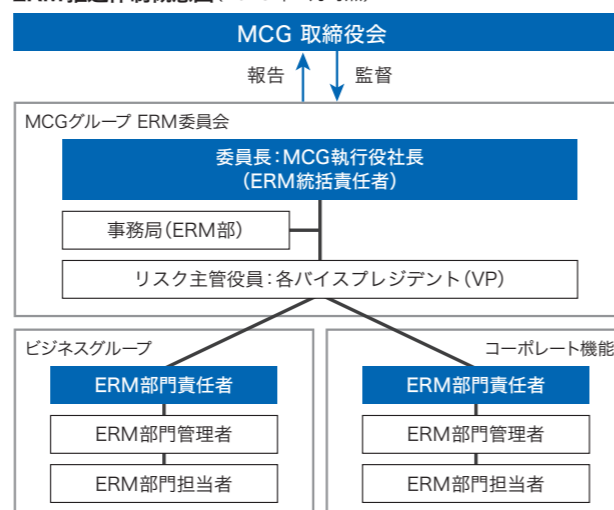 MCG 取締役会
報告
監督
MCGグループ ERM委員会
委員長:MCG執行役社長
(ERM統括責任者)
事務局(ERM部)
リスク主管役員:各バイスプレジデント(VP)
ビジネスグループ
ERM部門責任者
ERM部門管理者
ERM部門担当者
コーポレート機能
ERM部門責任者
ERM部門管理者
ERM部門担当者